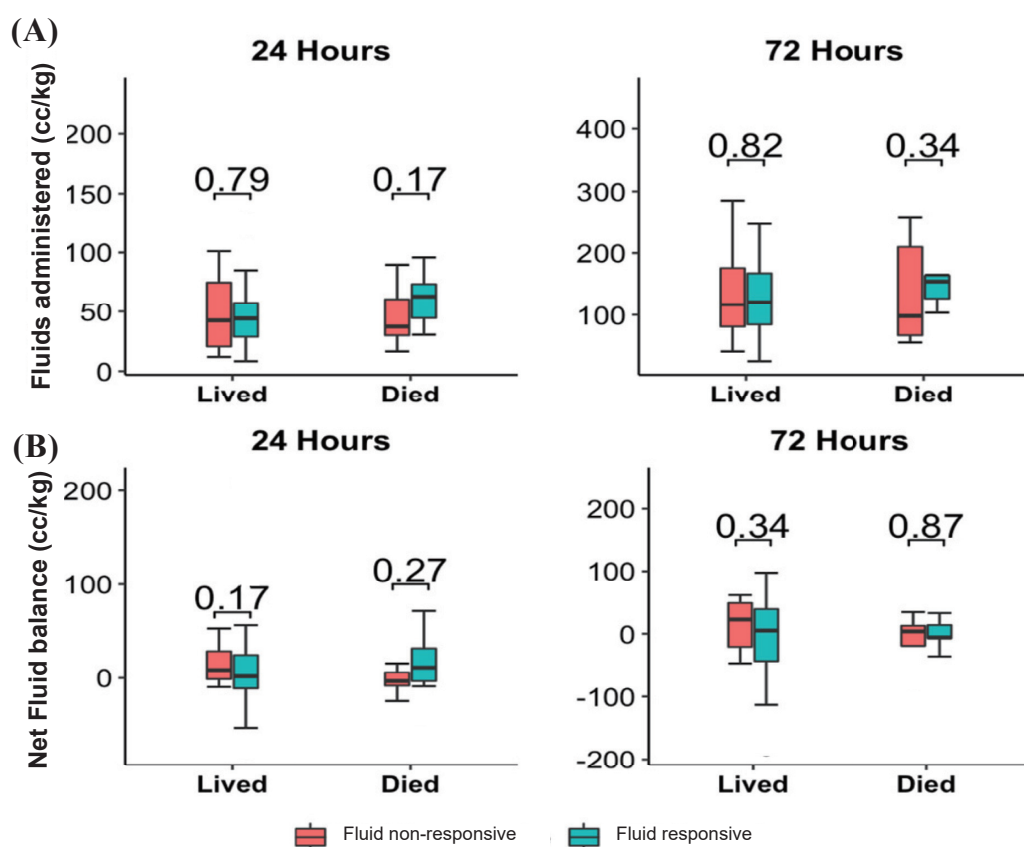 (A)
24 Hours
72 Hours
Fluids administered (cc/kg)
200
150
100
50
0
0.79
0.17
Lived
Died
400
300
200
100
0.82
0.34
Lived
Died
(B)
24 Hours
72 Hours
Net Fluid balance (cc/kg)
200
100
0
0.17
0.27
Lived
Died
200
100
0
-100
-200
0.34
0.87
Lived
Died
Fluid non-responsive
Fluid responsive